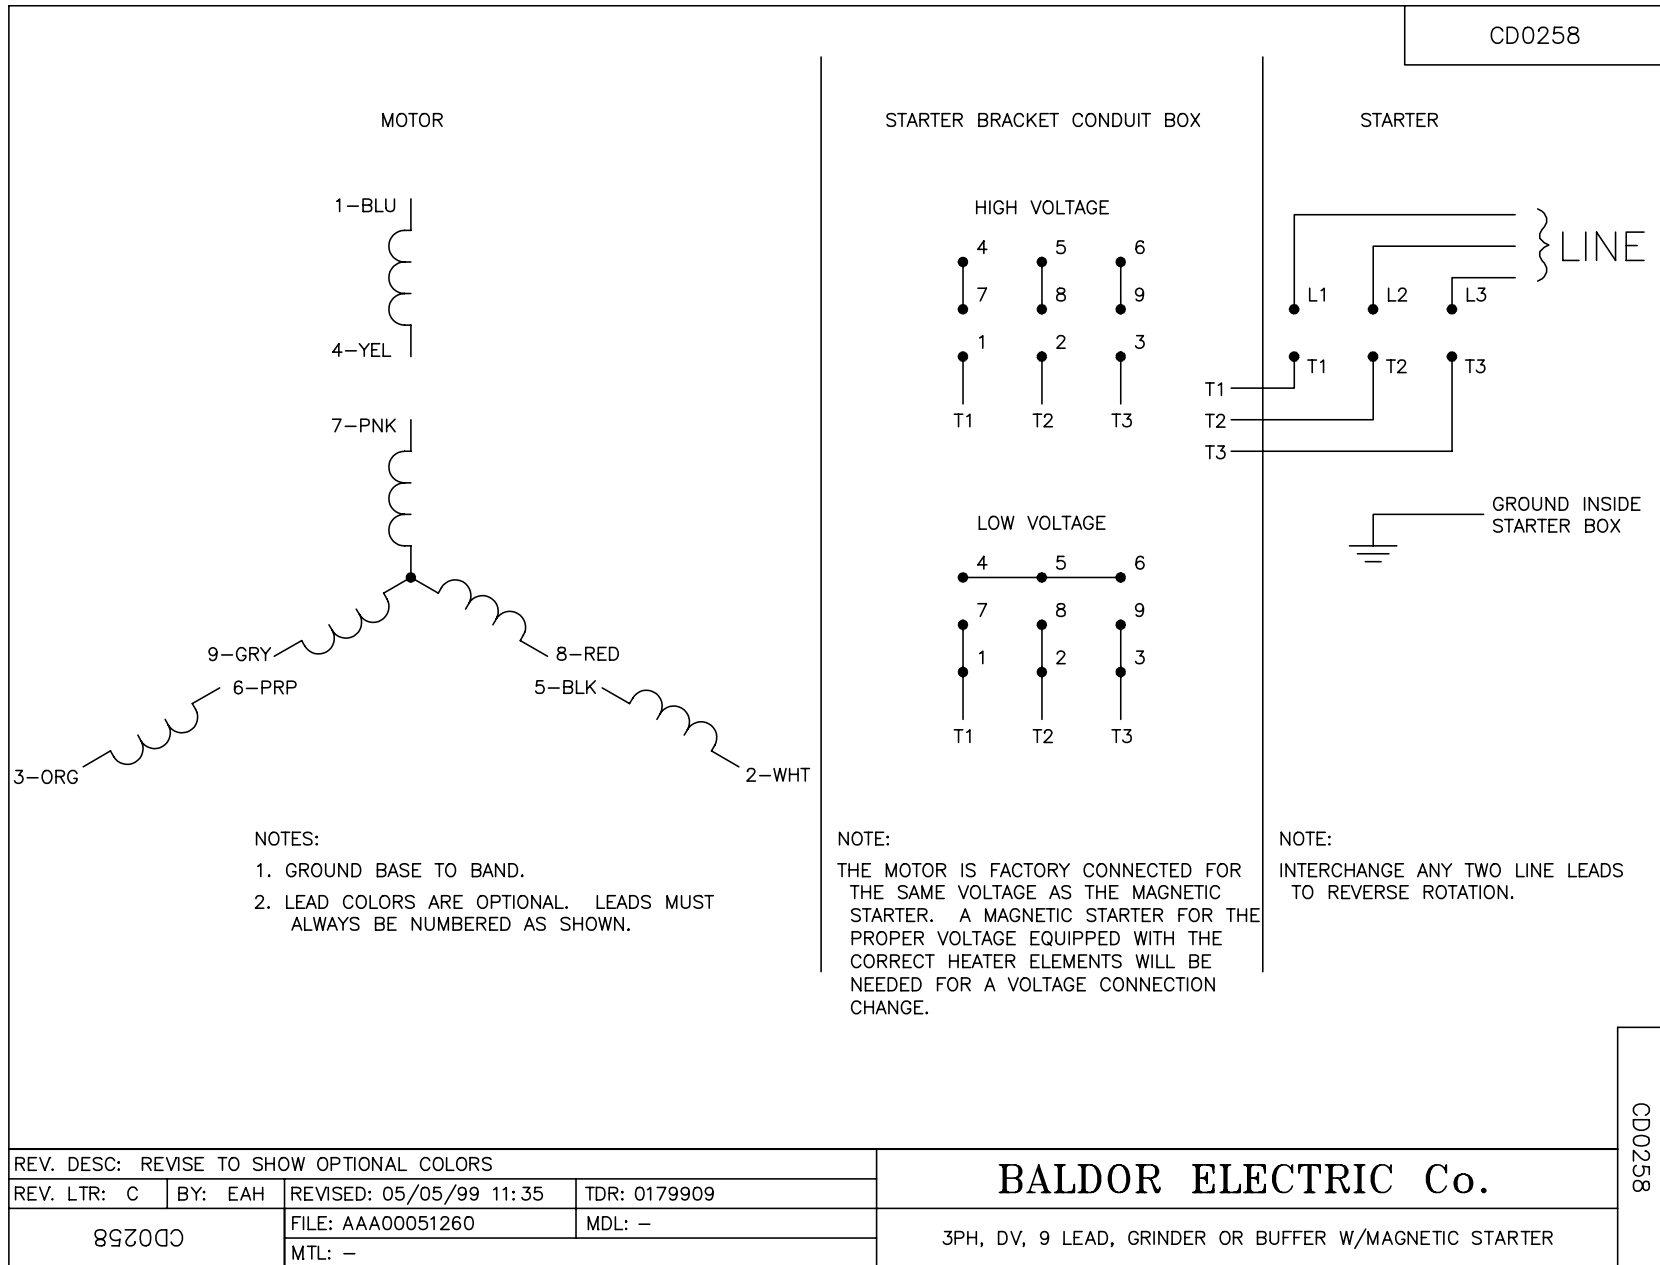 CD0258
MOTOR
1-BLU
4-YEL
7-PNK
9-GRY
8-RED
6-PRP
5-BLK
3-ORG
2-WHT
NOTES:
1. GROUND BASE TO BAND.
2. LEAD COLORS ARE OPTIONAL. LEADS MUST
ALWAYS BE NUMBERED AS SHOWN.
STARTER BRACKET CONDUIT BOX
HIGH VOLTAGE
4 5 6
7 8 9
1 2 3
T1 T2 T3
LOW VOLTAGE
4 5 6
7 8 9
1 2 3
T1 T2 T3
NOTE:
THE MOTOR IS FACTORY CONNECTED FOR
THE SAME VOLTAGE AS THE MAGNETIC
STARTER. A MAGNETIC STARTER FOR THE
PROPER VOLTAGE EQUIPPED WITH THE
CORRECT HEATER ELEMENTS WILL BE
NEEDED FOR A VOLTAGE CONNECTION
CHANGE.
STARTER
LINE
L1 L2 L3
T1 T2 T3
T1
T2
T3
GROUND INSIDE
STARTER BOX
NOTE:
INTERCHANGE ANY TWO LINE LEADS
TO REVERSE ROTATION.
CD0258
REV. DESC: REVISE TO SHOW OPTIONAL COLORS
REV. LTR: C BY: EAH REVISED: 05/05/99 11:35 TDR: 0179909
CD0258
FILE: AAA00051260 MDL: -
MTL: -
BALDOR ELECTRIC Co.
3PH, DV, 9 LEAD, GRINDER OR BUFFER W/MAGNETIC STARTER